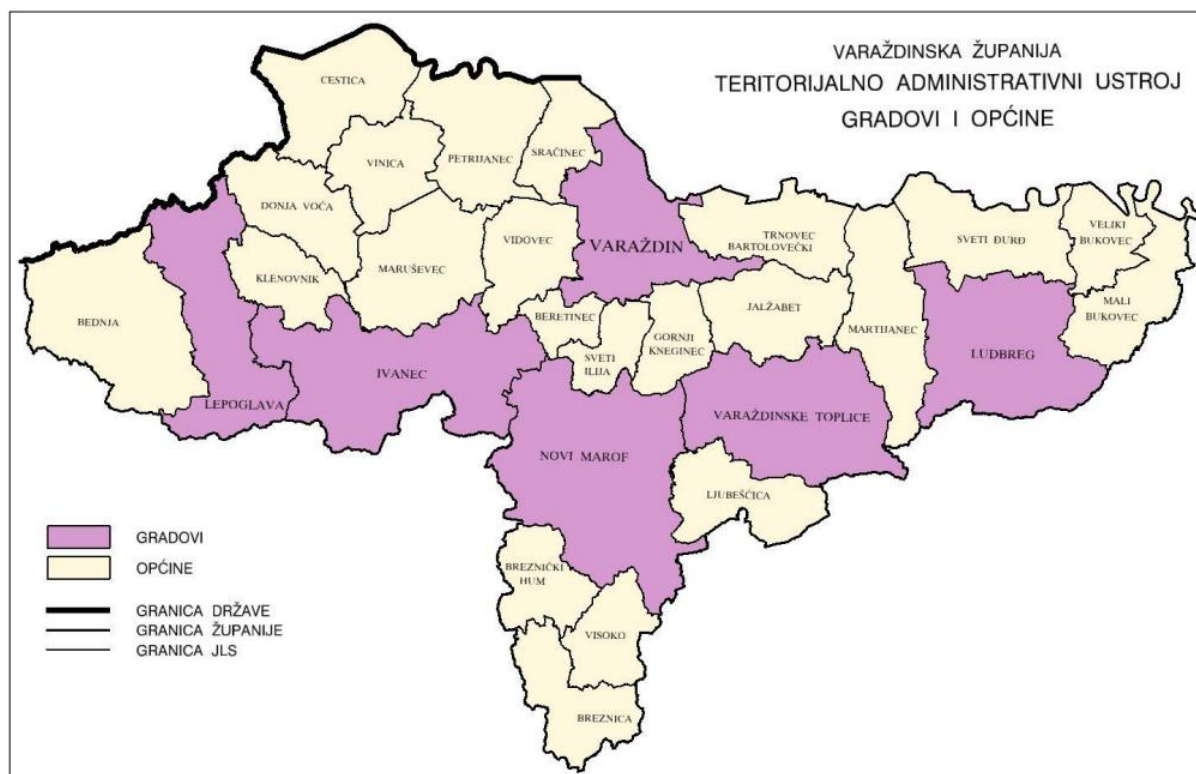 VARAŽDINSKA ŽUPANIJA
TERITORIJALNO ADMINISTRATIVNI USTROJ
GRADOVI I OPĆINE
CESTICA
VINICA
PETRIJANEC
SRAČINEC
DONJA VOĆA
KLENOVNIK
MARUŠEVEC
VIDOVEC
VARAŽDIN
TRNOVEC
BARTOLOVEČKI
SVETI ĐURĐ
VELIKI
BUKOVEC
MALI
BUKOVEC
BEDNJA
LEPOGLAVA
IVANEC
BERETINEC
SVETI
ILIJA
GORNJI
KNEGINEC
JALŽABET
MARTIJANEC
LUDBREG
VARAŽDINSKE TOPLICE
NOVI MAROF
LJUBEŠĆICA
BREZNIČKI
HUM
VISOKO
BREZNICA
GRADOVI
OPĆINE
GRANICA DRŽAVE
GRANICA ŽUPANIJE
GRANICA JLS